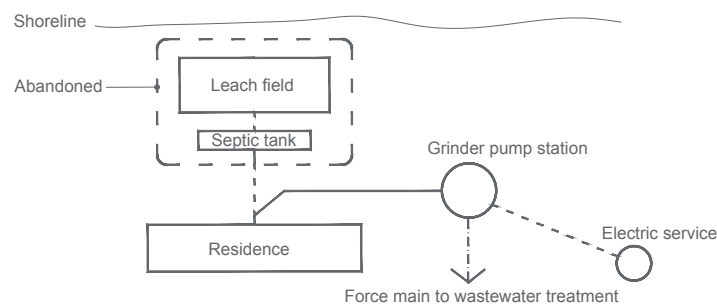 Shoreline
Abandoned
Leach field
Septic tank
Grinder pump station
Residence
Electric service
Force main to wastewater treatment